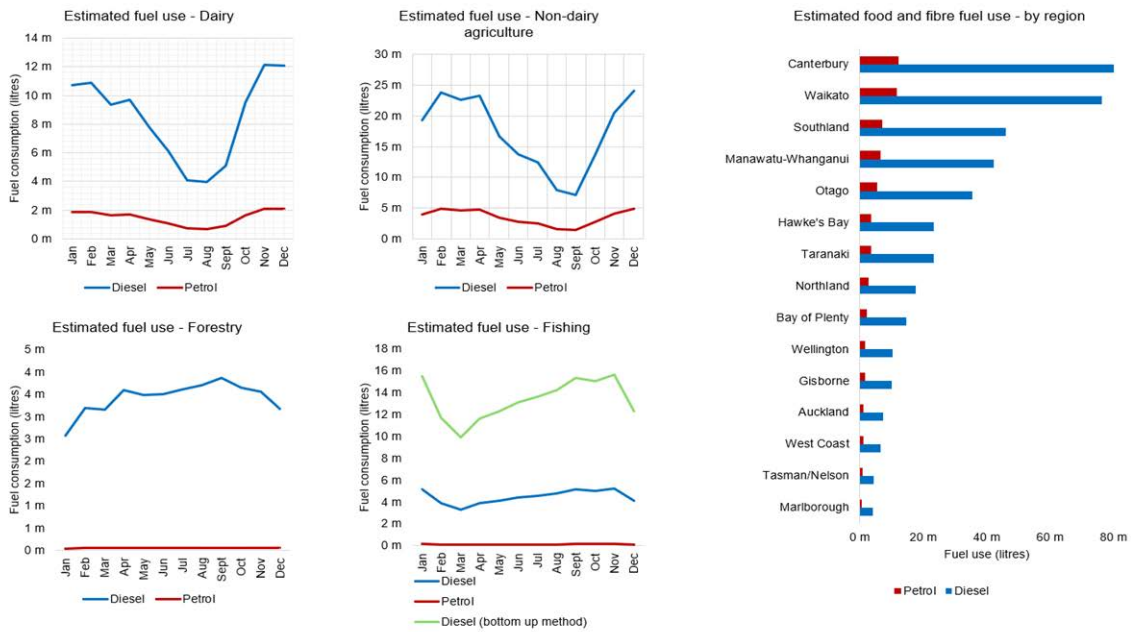 Estimated fuel use - Dairy
Fuel consumption (litres)
14 m
12 m
10 m
8 m
6 m
4 m
2 m
0 m
Jan Feb Mar Apr May Jun Jul Aug Sept Oct Nov Dec
Diesel Petrol
Estimated fuel use - Non-dairy
agriculture
Fuel consumption (litres)
30 m
25 m
20 m
15 m
10 m
5 m
0 m
Jan Feb Mar Apr May Jun Jul Aug Sept Oct Nov Dec
Diesel Petrol
Estimated fuel use - Forestry
Fuel consumption (litres)
5 m
4 m
4 m
3 m
3 m
2 m
2 m
1 m
1 m
0 m
Jan Feb Mar Apr May Jun Jul Aug Sept Oct Nov Dec
Diesel Petrol
Estimated fuel use - Fishing
Fuel consumption (litres)
18 m
16 m
14 m
12 m
10 m
8 m
6 m
4 m
2 m
0 m
Jan Feb Mar Apr May Jun Jul Aug Sept Oct Nov Dec
Diesel
Petrol
Diesel (bottom up method)
Estimated food and fibre fuel use - by region
Canterbury
Waikato
Southland
Manawatu-Whanganui
Otago
Hawke's Bay
Taranaki
Northland
Bay of Plenty
Wellington
Gisborne
Auckland
West Coast
Tasman/Nelson
Marlborough
0 m 20 m 40 m 60 m 80 m
Fuel use (litres)
Petrol Diesel